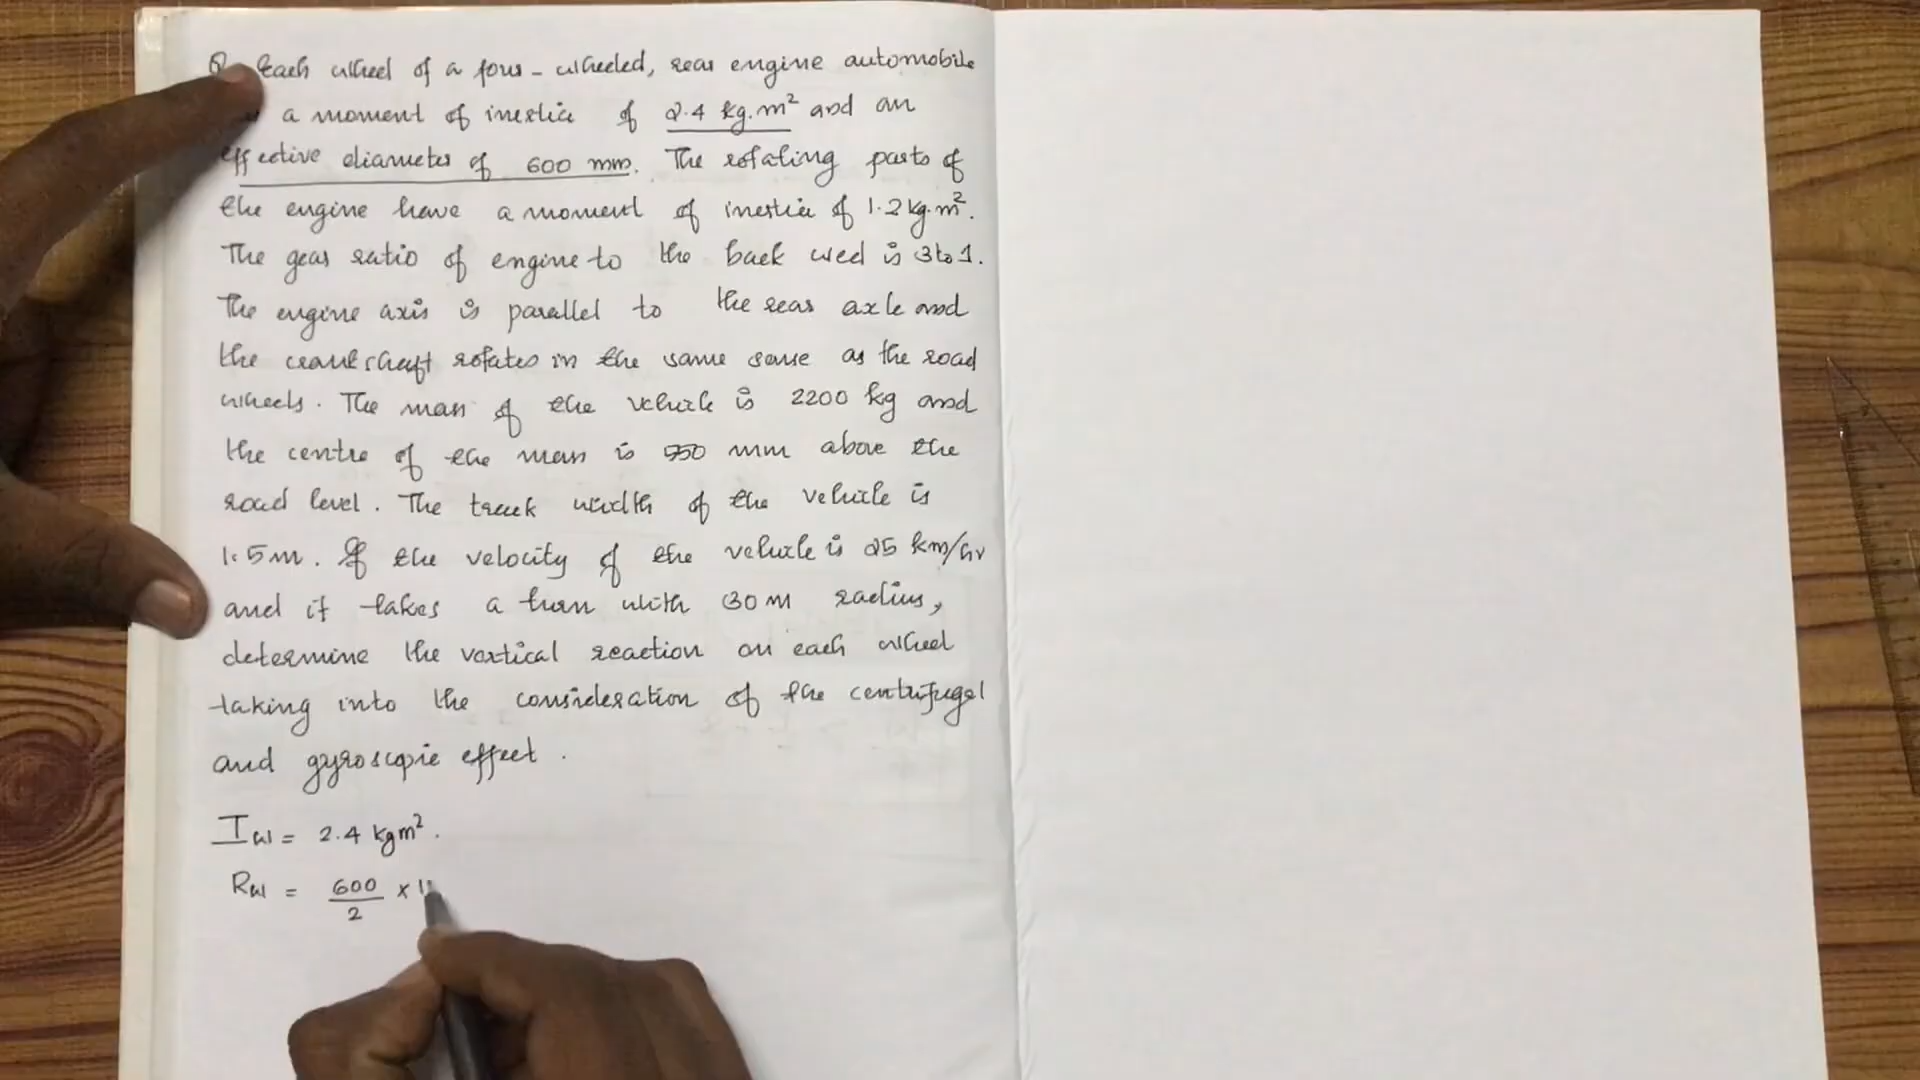 Each wheel of a four-wheeled, rear engine automobile
a moment of inertia of 2.4 kg.m² and an
effective diameter of 600 mm. The rotating parts of
the engine have a moment of inertia of 1.2 kg.m².
The gear ratio of engine to the back weel is 3 to 1.
The engine axis is parallel to the rear axle and
the crankshaft rotates in the same sense as the road
wheels. The mass of the vehicle is 2200 kg and
the centre of the mass is 550 mm above the
road level. The track width of the vehicle is
1.5m. If the velocity of the vehicle is 25 km/hr
and it takes a turn with 30 m radius,
determine the vertical reaction on each wheel
taking into the consideration of the centrifugal
and gyroscopic effect.
Iw = 2.4 kgm².
Rw = 600/2 × 1